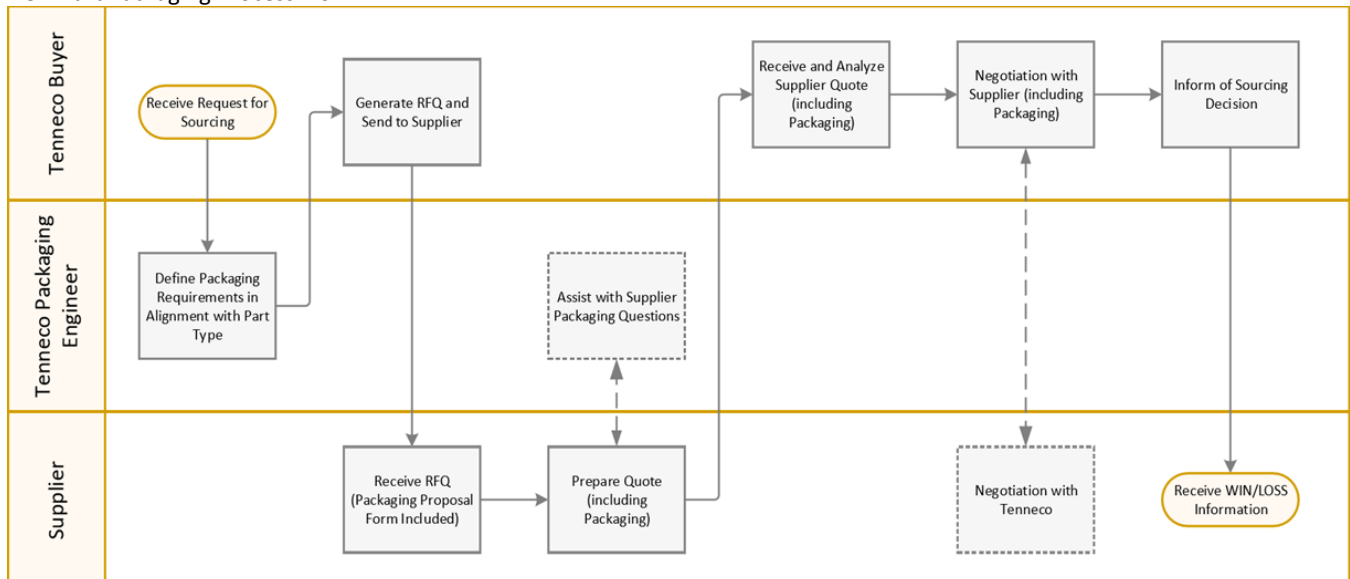 Tenneco Buyer
Receive Request for
Sourcing
Generate RFQ and
Send to Supplier
Receive and Analyze
Supplier Quote
(including
Packaging)
Negotiation with
Supplier (including
Packaging)
Inform of Sourcing
Decision
Tenneco Packaging
Engineer
Define Packaging
Requirements in
Alignment with Part
Type
Assist with Supplier
Packaging Questions
Supplier
Receive RFQ
(Packaging Proposal
Form Included)
Prepare Quote
(including
Packaging)
Negotiation with
Tenneco
Receive WIN/LOSS
Information